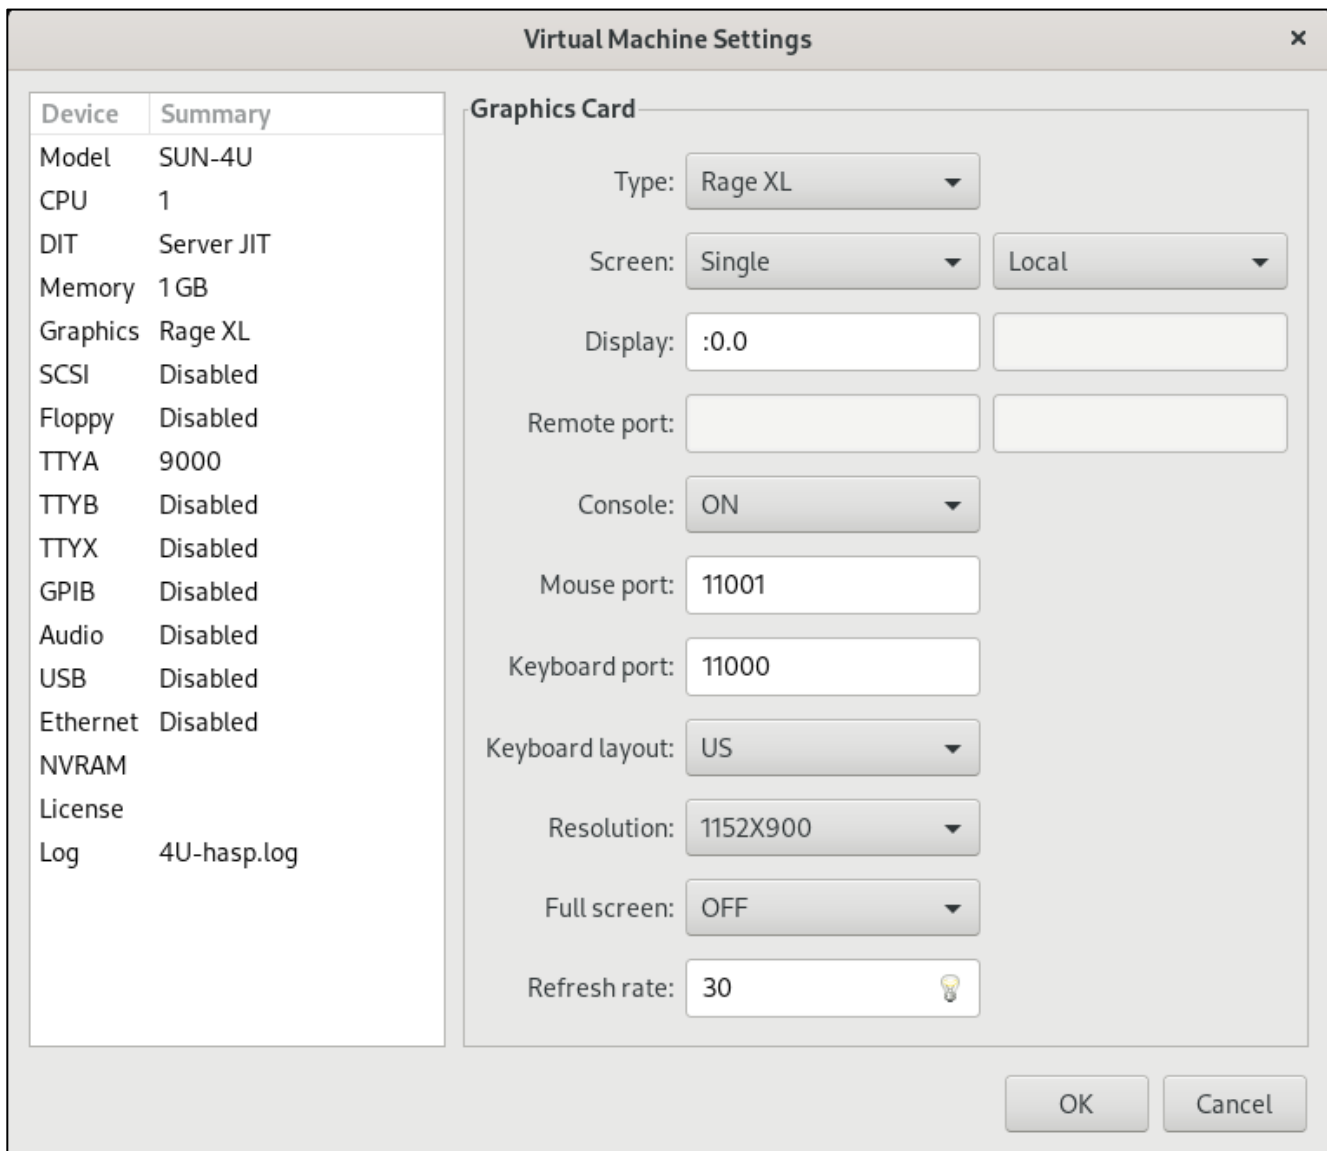 Virtual Machine Settings ×
Device Summary
Model SUN-4U
CPU 1
DIT Server JIT
Memory 1 GB
Graphics Rage XL
SCSI Disabled
Floppy Disabled
TTYA 9000
TTYB Disabled
TTYX Disabled
GPIB Disabled
Audio Disabled
USB Disabled
Ethernet Disabled
NVRAM
License
Log 4U-hasp.log
Graphics Card
Type: Rage XL
Screen: Single Local
Display: :0.0
Remote port:
Console: ON
Mouse port: 11001
Keyboard port: 11000
Keyboard layout: US
Resolution: 1152X900
Full screen: OFF
Refresh rate: 30
OK Cancel